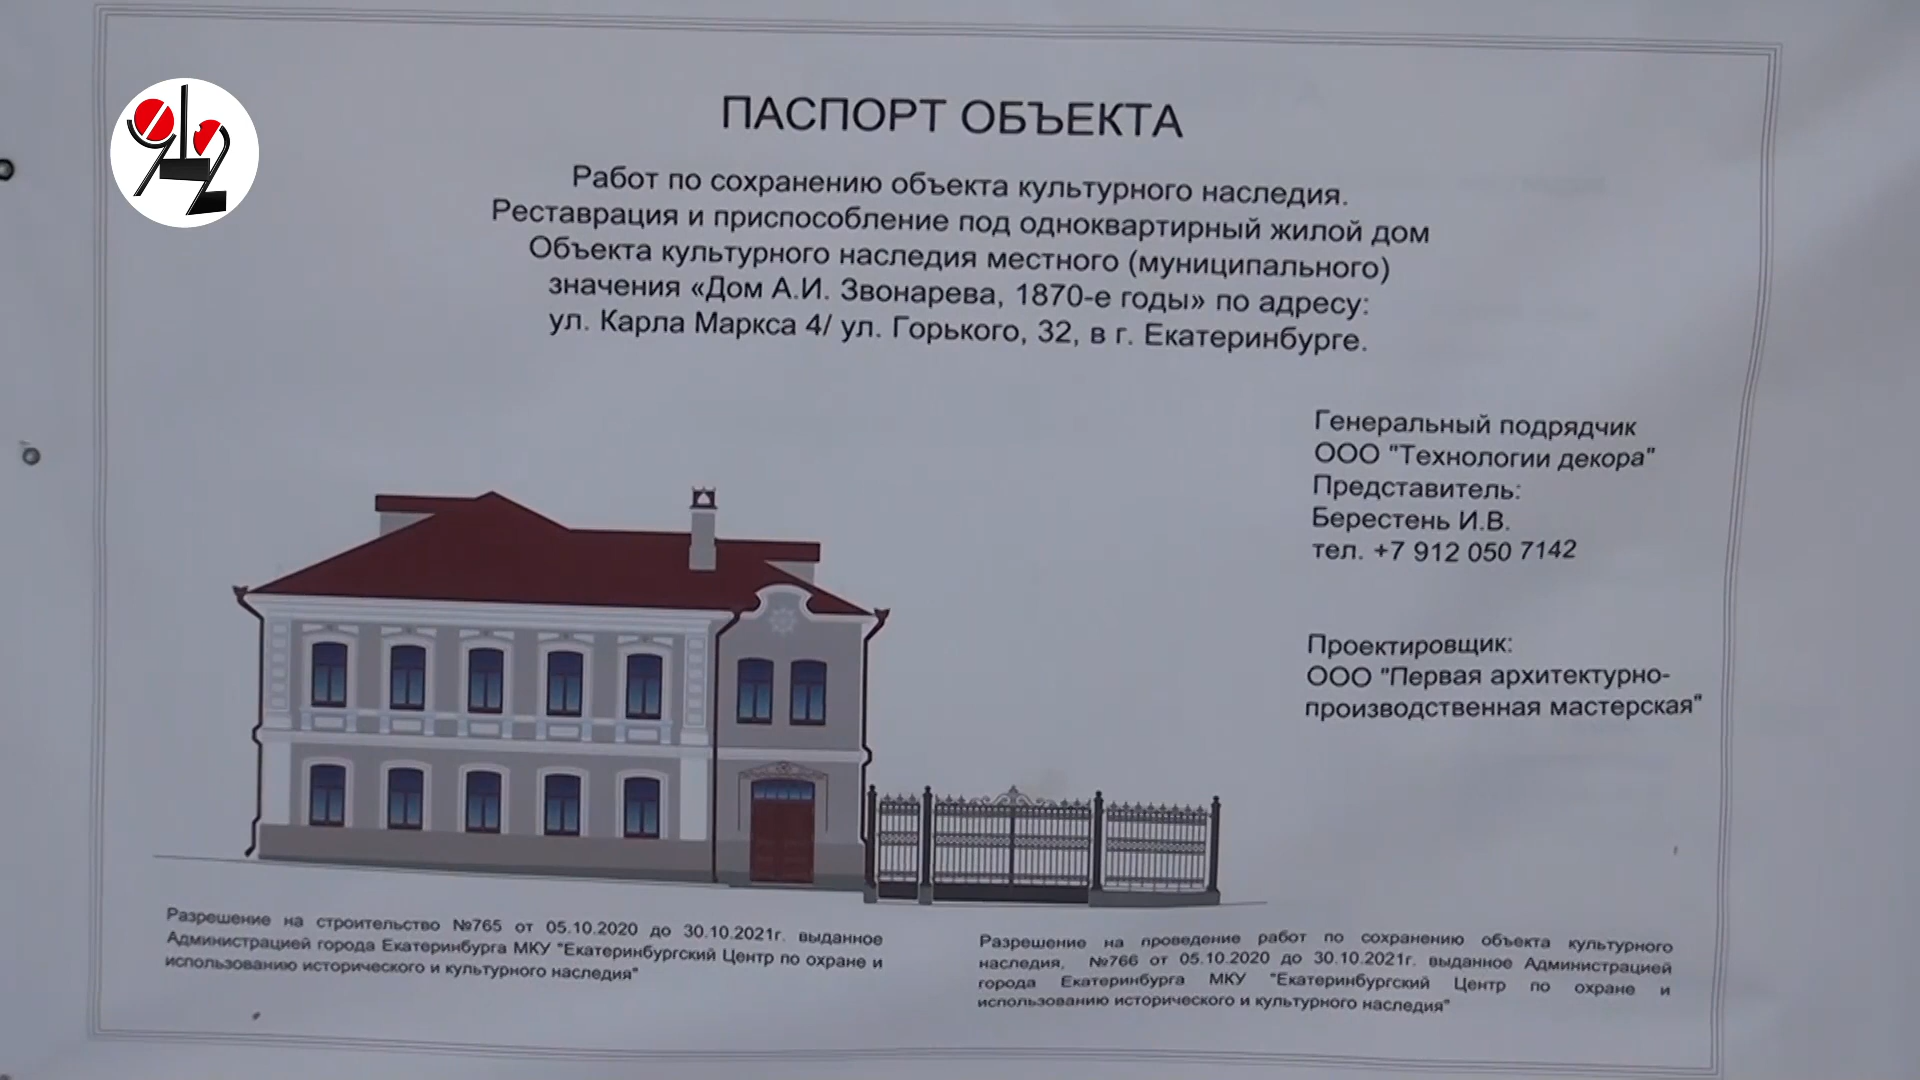 ПАСПОРТ ОБЪЕКТА
Работ по сохранению объекта культурного наследия.
Реставрация и приспособление под одноквартирный жилой дом
Объекта культурного наследия местного (муниципального)
значения «Дом А.И. Звонарева, 1870-е годы» по адресу:
ул. Карла Маркса 4/ ул. Горького, 32, в г. Екатеринбурге.
Генеральный подрядчик
ООО "Технологии декора"
Представитель:
Берестень И.В.
тел. +7 912 050 7142
Проектировщик:
ООО "Первая архитектурно-
производственная мастерская"
Разрешение на строительство №765 от 05.10.2020 до 30.10.2021г. выданное
Администрацией города Екатеринбурга МКУ "Екатеринбургский Центр по охране и
использованию исторического и культурного наследия"
Разрешение на проведение работ по сохранению объекта культурного
наследия, №766 от 05.10.2020 до 30.10.2021г. выданное Администрацией
города Екатеринбурга МКУ "Екатеринбургский Центр по охране и
использованию исторического и культурного наследия"